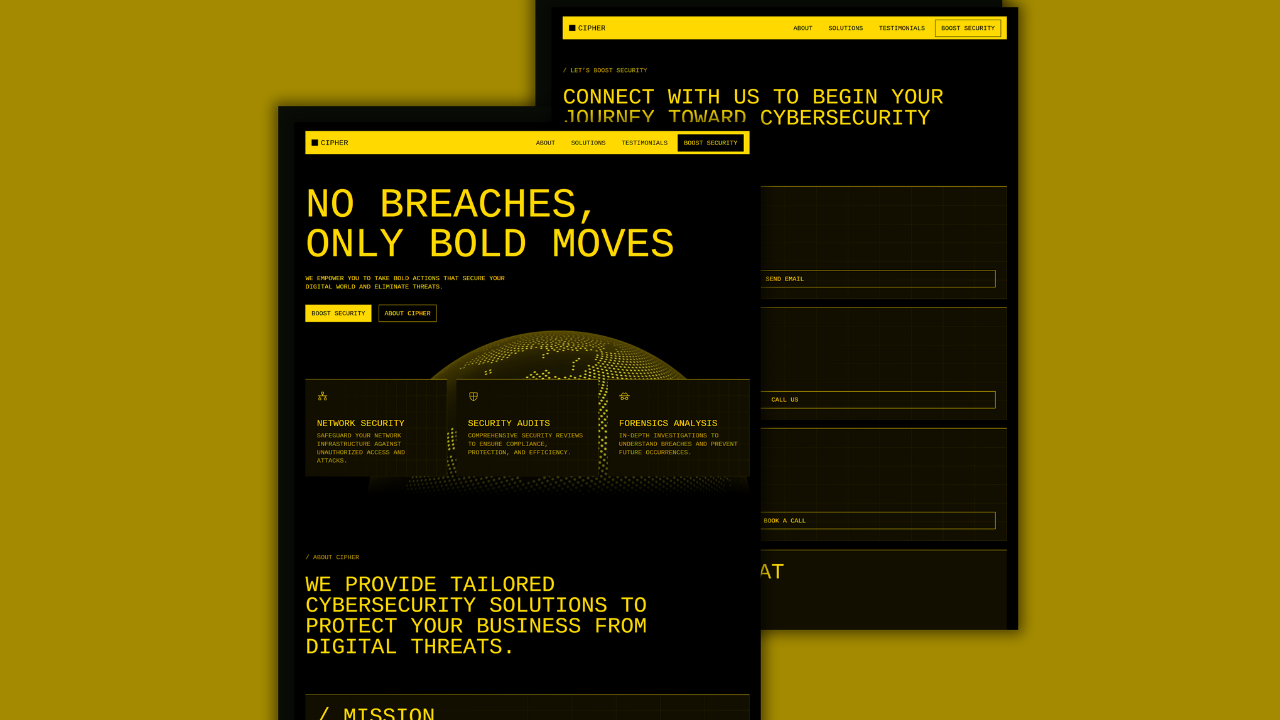 CIPHER
ABOUT
SOLUTIONS
TESTIMONIALS
BOOST SECURITY
/ LET'S BOOST SECURITY
CONNECT WITH US TO BEGIN YOUR
JOURNEY TOWARD CYBERSECURITY
SEND EMAIL
CALL US
BOOK A CALL
AT
CIPHER
ABOUT
SOLUTIONS
TESTIMONIALS
BOOST SECURITY
NO BREACHES,
ONLY BOLD MOVES
WE EMPOWER YOU TO TAKE BOLD ACTIONS THAT SECURE YOUR
DIGITAL WORLD AND ELIMINATE THREATS.
BOOST SECURITY
ABOUT CIPHER
NETWORK SECURITY
SAFEGUARD YOUR NETWORK
INFRASTRUCTURE AGAINST
UNAUTHORIZED ACCESS AND
ATTACKS.
SECURITY AUDITS
COMPREHENSIVE SECURITY REVIEWS
TO ENSURE COMPLIANCE,
PROTECTION, AND EFFICIENCY.
FORENSICS ANALYSIS
IN-DEPTH INVESTIGATIONS TO
UNDERSTAND BREACHES AND PREVENT
FUTURE OCCURRENCES.
/ ABOUT CIPHER
WE PROVIDE TAILORED
CYBERSECURITY SOLUTIONS TO
PROTECT YOUR BUSINESS FROM
DIGITAL THREATS.
/ MISSION